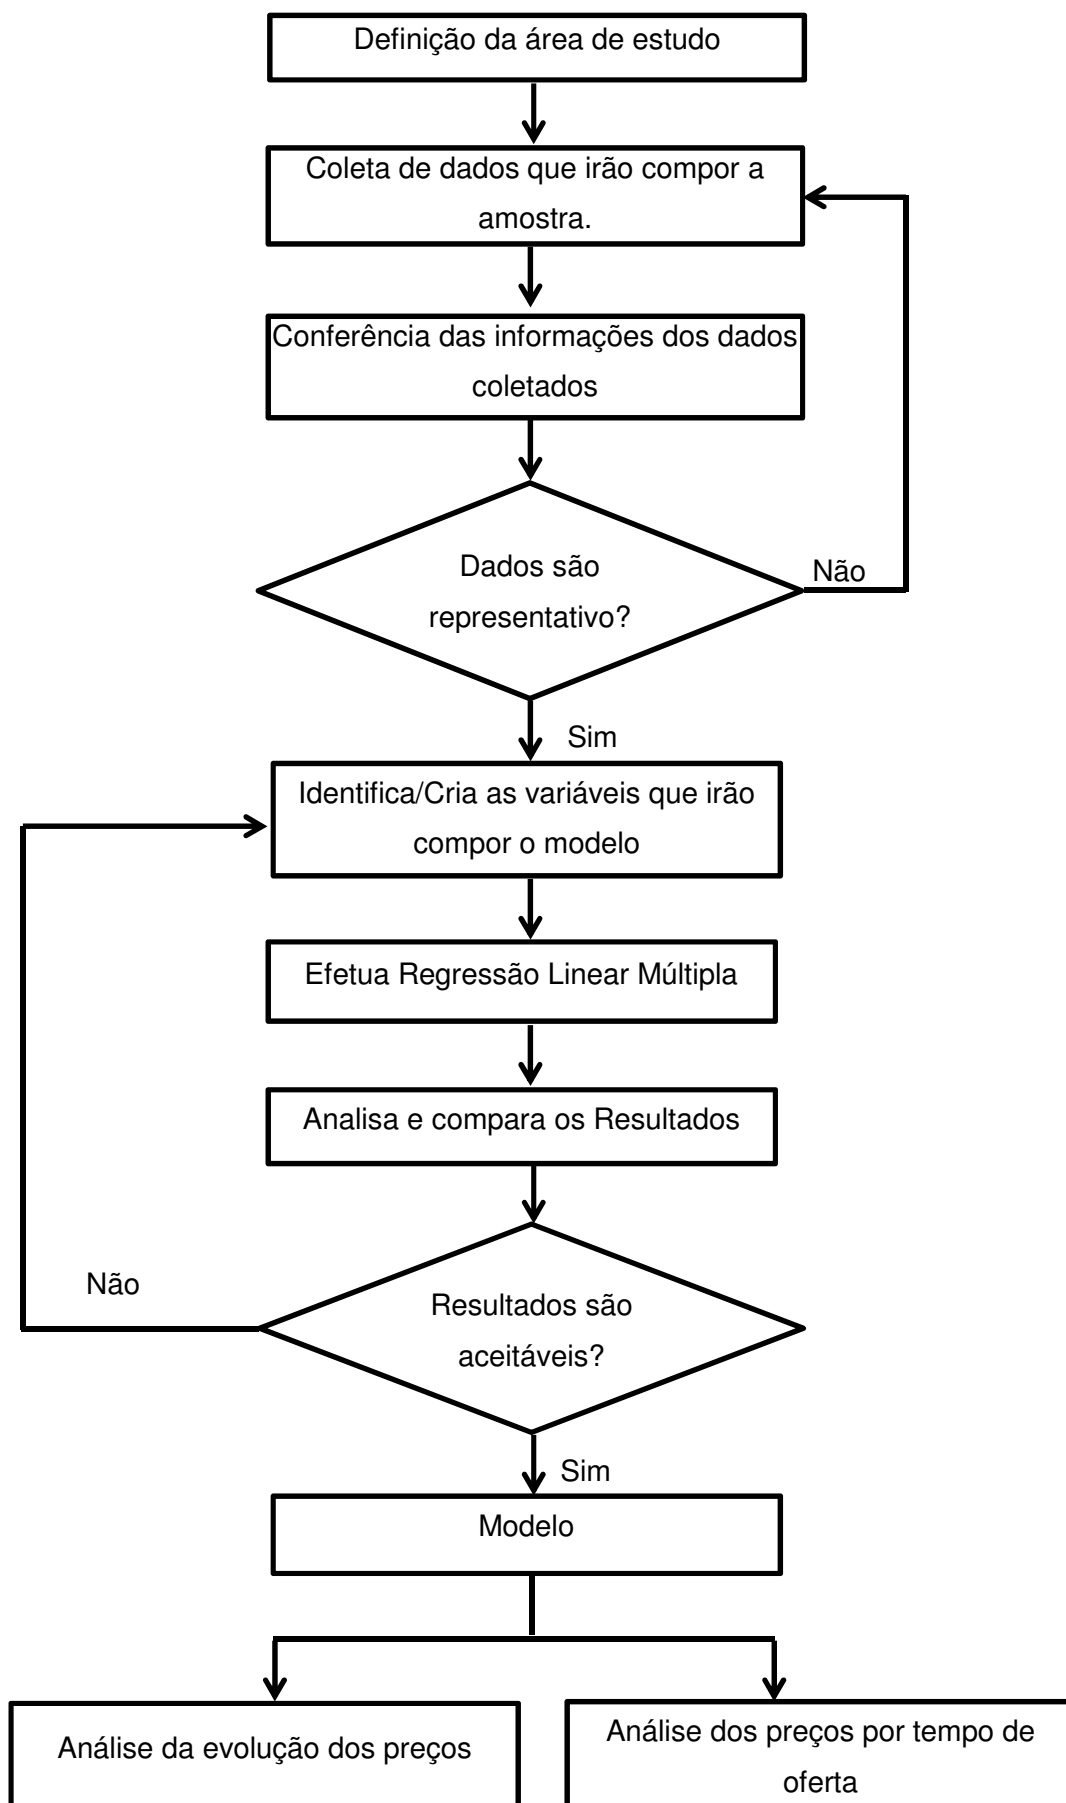 Definição da área de estudo
Coleta de dados que irão compor a
amostra.
Conferência das informações dos dados
coletados
Dados são
representativo?
Não
Sim
Identifica/Cria as variáveis que irão
compor o modelo
Efetua Regressão Linear Múltipla
Analisa e compara os Resultados
Não
Resultados são
aceitáveis?
Sim
Modelo
Análise da evolução dos preços
Análise dos preços por tempo de
oferta